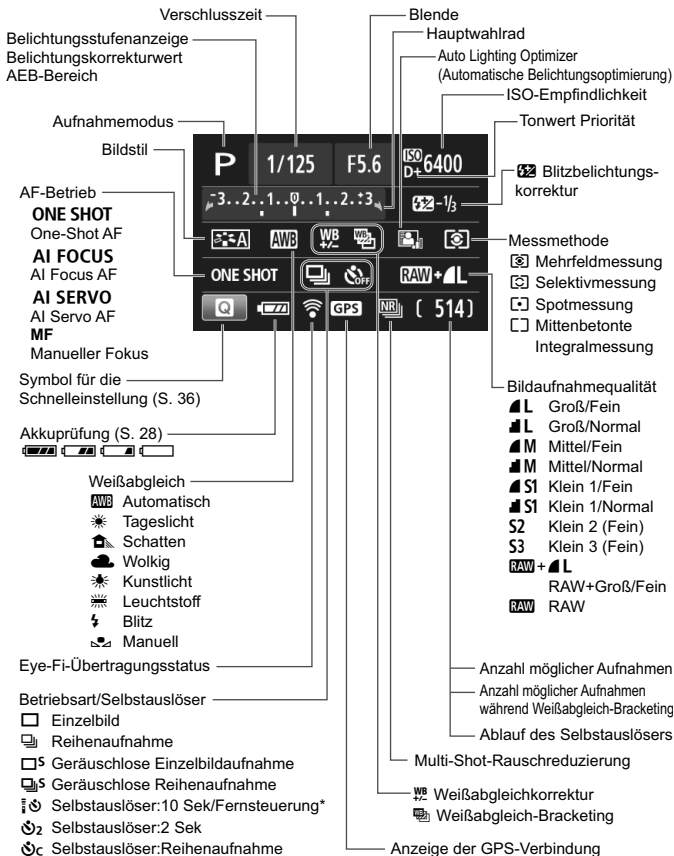 Verschlusszeit
Blende
Belichtungsstufenanzeige
Belichtungskorrekturwert
AEB-Bereich
Hauptwahlrad
Auto Lighting Optimizer
(Automatische Belichtungsoptimierung)
ISO-Empfindlichkeit
Aufnahmemodus
Tonwert Priorität
Bildstil
P 1/125 F5.6 ISO D+ 6400
-3..2..1..0..1..2.:+3
-1/3
Blitzbelichtungs-
korrektur
A AWB WB +/- WB
ONE SHOT OFF RAW+L
Q GPS NR ( 514)
AF-Betrieb
ONE SHOT
One-Shot AF
AI FOCUS
AI Focus AF
AI SERVO
AI Servo AF
MF
Manueller Fokus
Messmethode
Mehrfeldmessung
Selektivmessung
Spotmessung
Mittenbetonte
Integralmessung
Symbol für die
Schnelleinstellung (S. 36)
Akkuprüfung (S. 28)
Bildaufnahmequalität
L Groß/Fein
L Groß/Normal
M Mittel/Fein
M Mittel/Normal
S1 Klein 1/Fein
S1 Klein 1/Normal
S2 Klein 2 (Fein)
S3 Klein 3 (Fein)
RAW + L
RAW+Groß/Fein
RAW RAW
Weißabgleich
AWB Automatisch
Tageslicht
Schatten
Wolkig
Kunstlicht
Leuchtstoff
Blitz
Manuell
Eye-Fi-Übertragungsstatus
Anzahl möglicher Aufnahmen
Anzahl möglicher Aufnahmen
während Weißabgleich-Bracketing
Ablauf des Selbstauslösers
Betriebsart/Selbstauslöser
Einzelbild
Reihenaufnahme
S Geräuschlose Einzelbildaufnahme
S Geräuschlose Reihenaufnahme
Selbstauslöser:10 Sek/Fernsteuerung*
2 Selbstauslöser:2 Sek
C Selbstauslöser:Reihenaufnahme
Multi-Shot-Rauschreduzierung
WB +/- Weißabgleichkorrektur
WB Weißabgleich-Bracketing
Anzeige der GPS-Verbindung